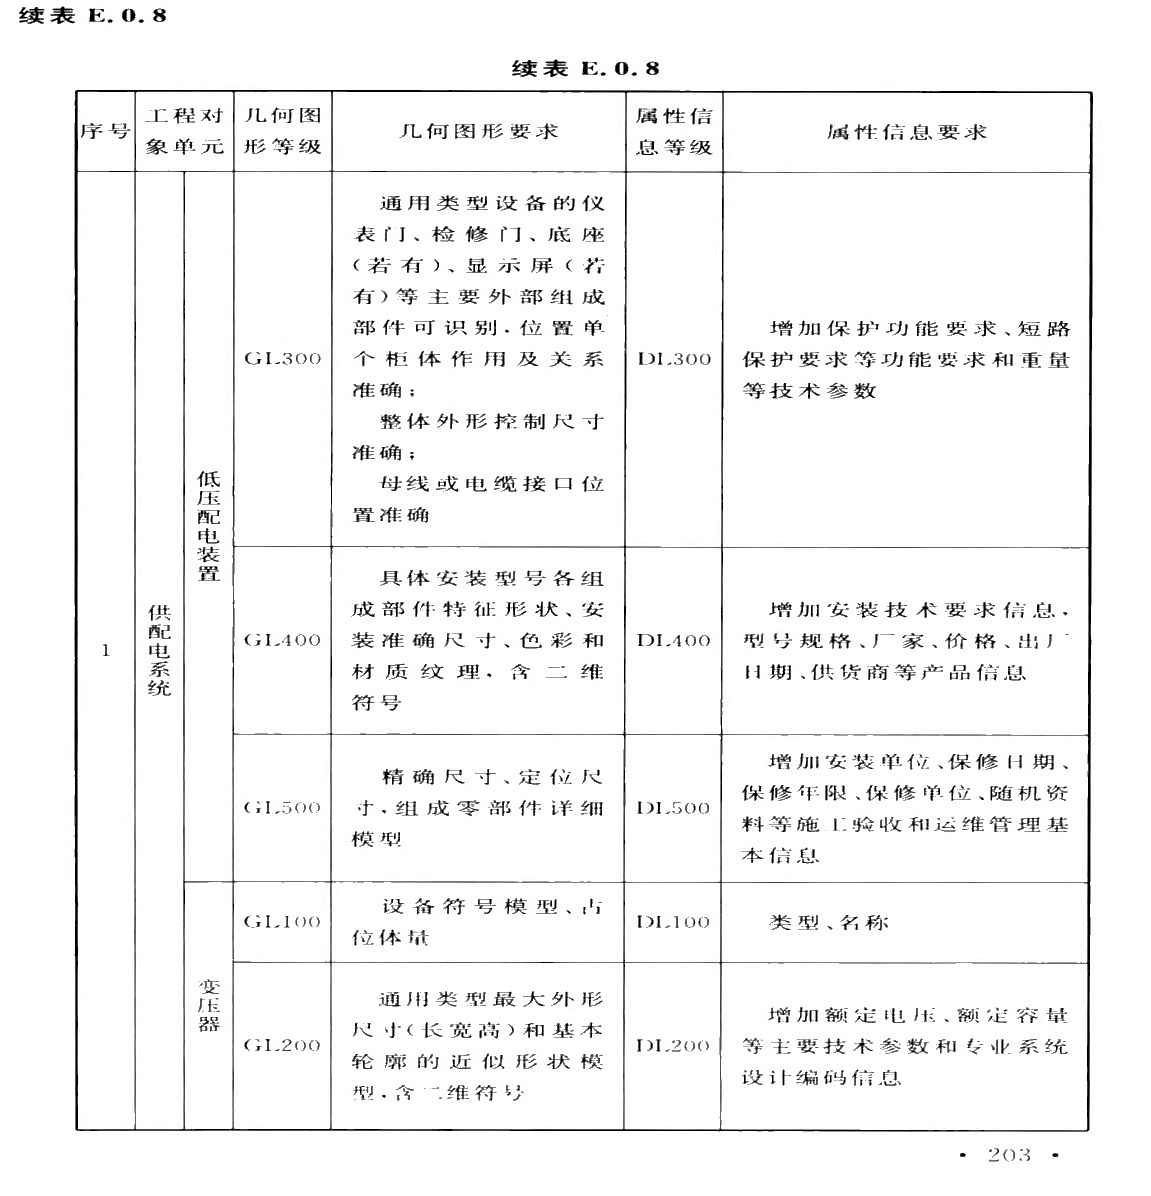 续表 E.0.8
续表 E.0.8
序号
工程对
象单元
几何图
形等级
几何图形要求
属性信
息等级
属性信息要求
1
供配电系统
低压配电装置
GL300
通用类型设备的仪
表门、检修门、底座
(若有)、显示屏(若
有)等主要外部组成
部件可识别,位置单
个柜体作用及关系
准确;
整体外形控制尺寸
准确;
母线或电缆接口位
置准确
DL300
增加保护功能要求、短路
保护要求等功能要求和重量
等技术参数
GL400
具体安装型号各组
成部件特征形状、安
装准确尺寸、色彩和
材质纹理,含二维
符号
DL400
增加安装技术要求信息,
型号规格、厂家、价格、出厂
日期、供货商等产品信息
GL500
精确尺寸、定位尺
寸,组成零部件详细
模型
DL500
增加安装单位、保修日期、
保修年限、保修单位、随机资
料等施工验收和运维管理基
本信息
变压器
GL100
设备符号模型、占
位体量
DL100
类型、名称
GL200
通用类型最大外形
尺寸(长宽高)和基本
轮廓的近似形状模
型,含二维符号
DL200
增加额定电压、额定容量
等主要技术参数和专业系统
设计编码信息
· 203 ·